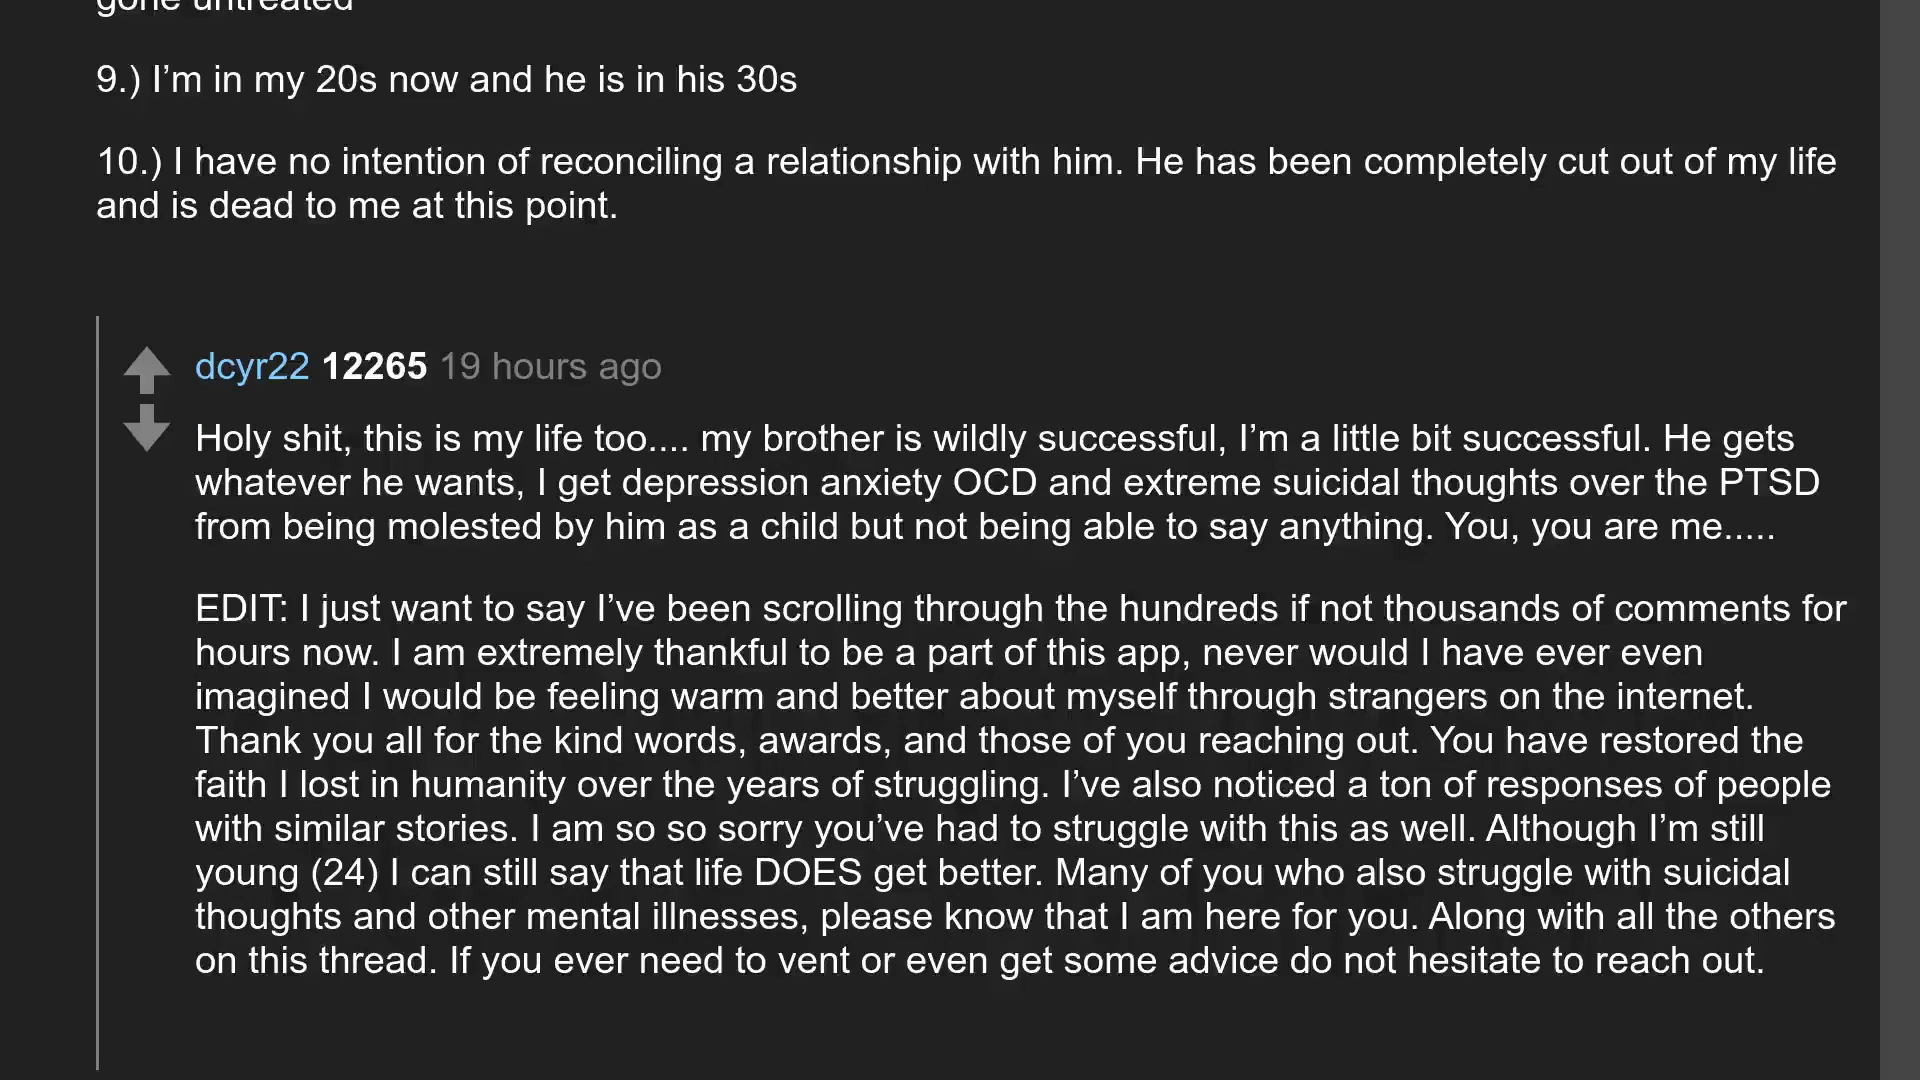 gone untreated
9.) I’m in my 20s now and he is in his 30s
10.) I have no intention of reconciling a relationship with him. He has been completely cut out of my life
and is dead to me at this point.
dcyr22 12265 19 hours ago
Holy shit, this is my life too.... my brother is wildly successful, I’m a little bit successful. He gets
whatever he wants, I get depression anxiety OCD and extreme suicidal thoughts over the PTSD
from being molested by him as a child but not being able to say anything. You, you are me.....
EDIT: I just want to say I’ve been scrolling through the hundreds if not thousands of comments for
hours now. I am extremely thankful to be a part of this app, never would I have ever even
imagined I would be feeling warm and better about myself through strangers on the internet.
Thank you all for the kind words, awards, and those of you reaching out. You have restored the
faith I lost in humanity over the years of struggling. I’ve also noticed a ton of responses of people
with similar stories. I am so so sorry you’ve had to struggle with this as well. Although I’m still
young (24) I can still say that life DOES get better. Many of you who also struggle with suicidal
thoughts and other mental illnesses, please know that I am here for you. Along with all the others
on this thread. If you ever need to vent or even get some advice do not hesitate to reach out.